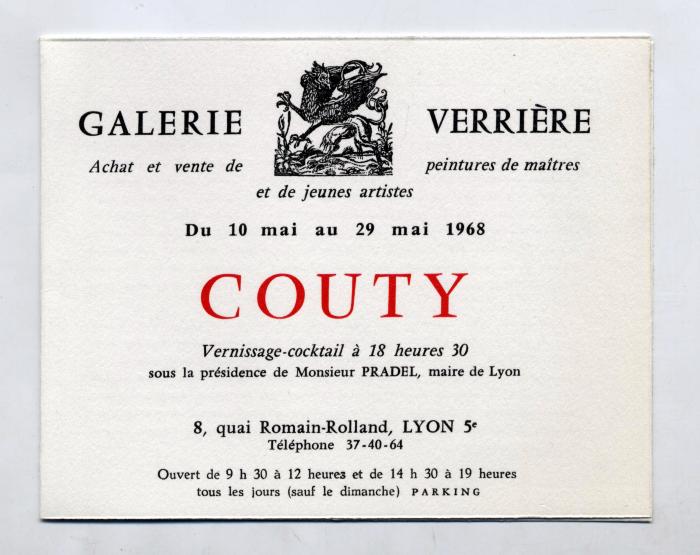 GALERIE VERRIÈRE
Achat et vente de peintures de maîtres
et de jeunes artistes
Du 10 mai au 29 mai 1968
COUTY
Vernissage-cocktail à 18 heures 30
sous la présidence de Monsieur PRADEL, maire de Lyon
8, quai Romain-Rolland, LYON 5e
Téléphone 37-40-64
Ouvert de 9 h 30 à 12 heures et de 14 h 30 à 19 heures
tous les jours (sauf le dimanche) PARKING